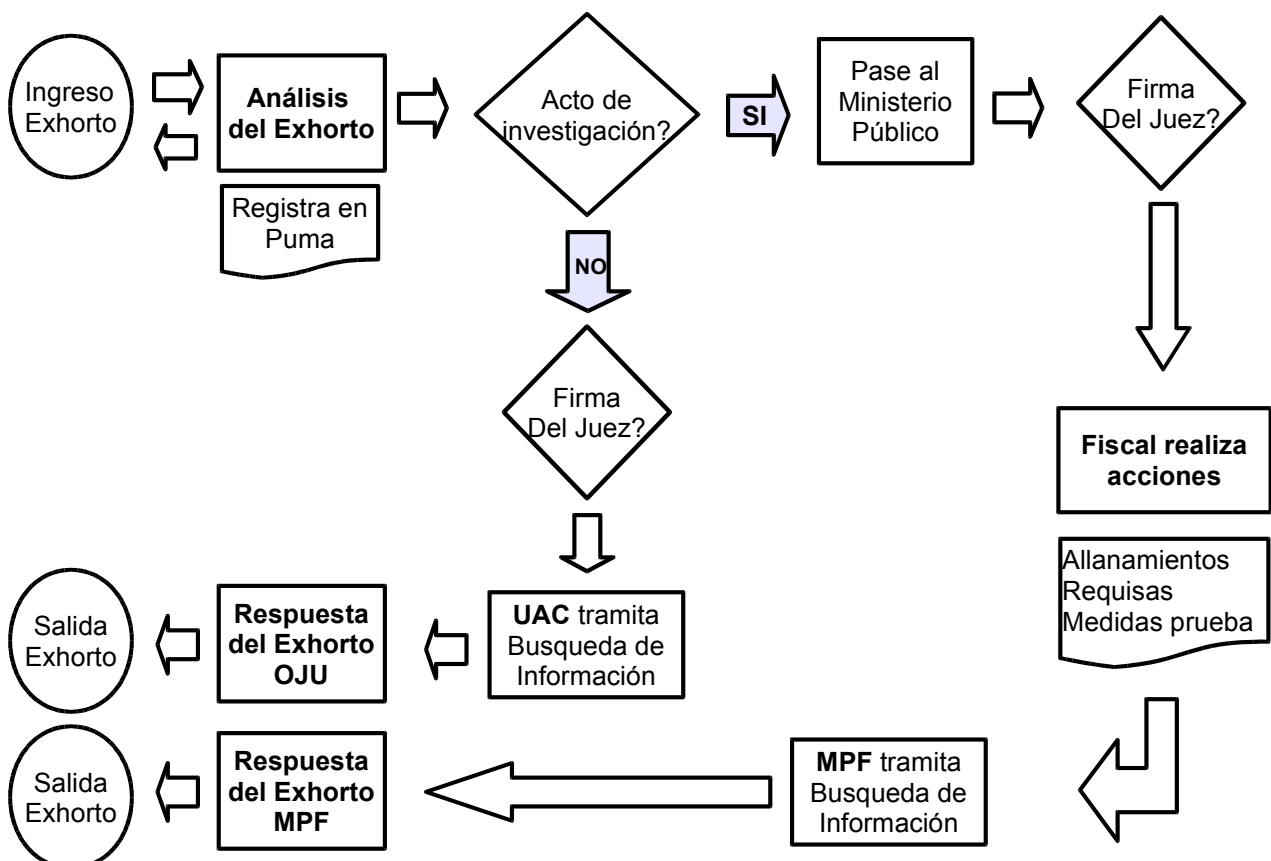 Ingreso
Exhorto
Análisis
del Exhorto
Registra en
Puma
Acto de
investigación?
SI
Pase al
Ministerio
Público
Firma
Del Juez?
NO
Firma
Del Juez?
Fiscal realiza
acciones
Allanamientos
Requisas
Medidas prueba
Salida
Exhorto
Respuesta
del Exhorto
OJU
UAC tramita
Busqueda de
Información
Salida
Exhorto
Respuesta
del Exhorto
MPF
MPF tramita
Busqueda de
Información